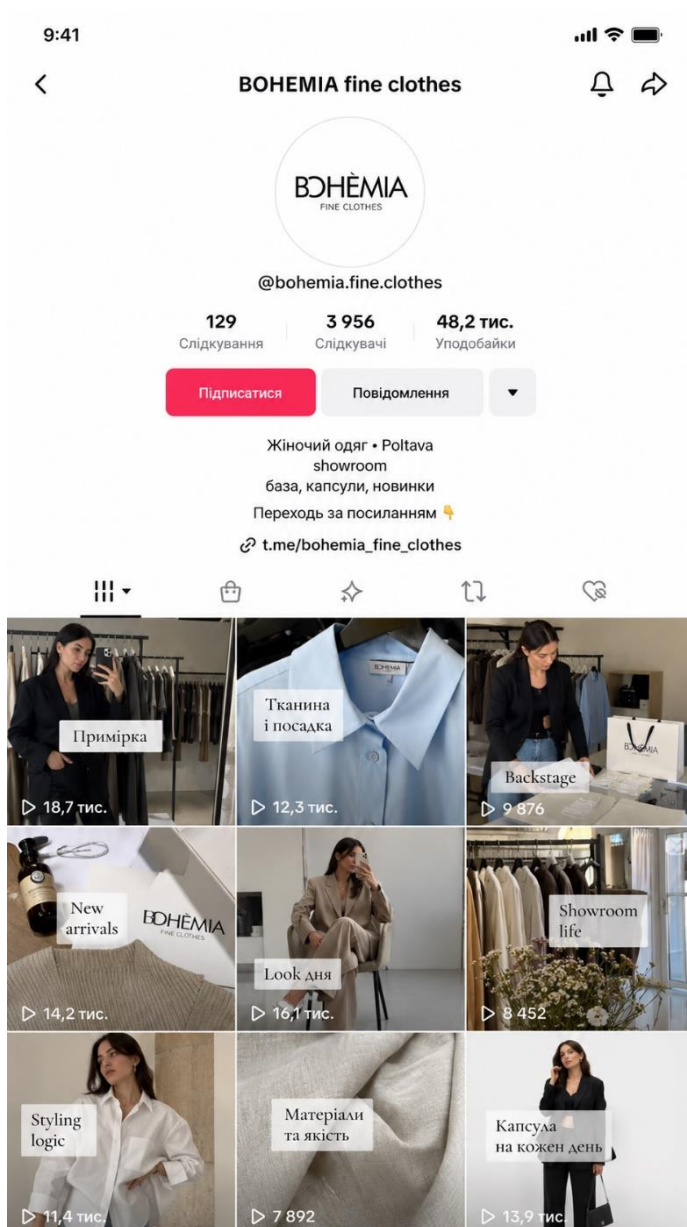 9:41
BOHEMIA fine clothes
BOHÈMIA
FINE CLOTHES
@bohemia.fine.clothes
129
Слідкування
3 956
Слідкувачі
48,2 тис.
Уподобайки
Підписатися
Повідомлення
Жіночий одяг • Poltava
showroom
база, капсули, новинки
Переходь за посиланням 👇
t.me/bohemia_fine_clothes
Примірка
18,7 тис.
BOHÈMIA
Тканина
і посадка
12,3 тис.
BOHÈMIA
Backstage
9 876
New
arrivals
BOHÈMIA
FINE CLOTHES
14,2 тис.
Look дня
16,1 тис.
Showroom
life
8 452
Styling
logic
11,4 тис.
Матеріали
та якість
7 892
Капсула
на кожен день
13,9 тис.